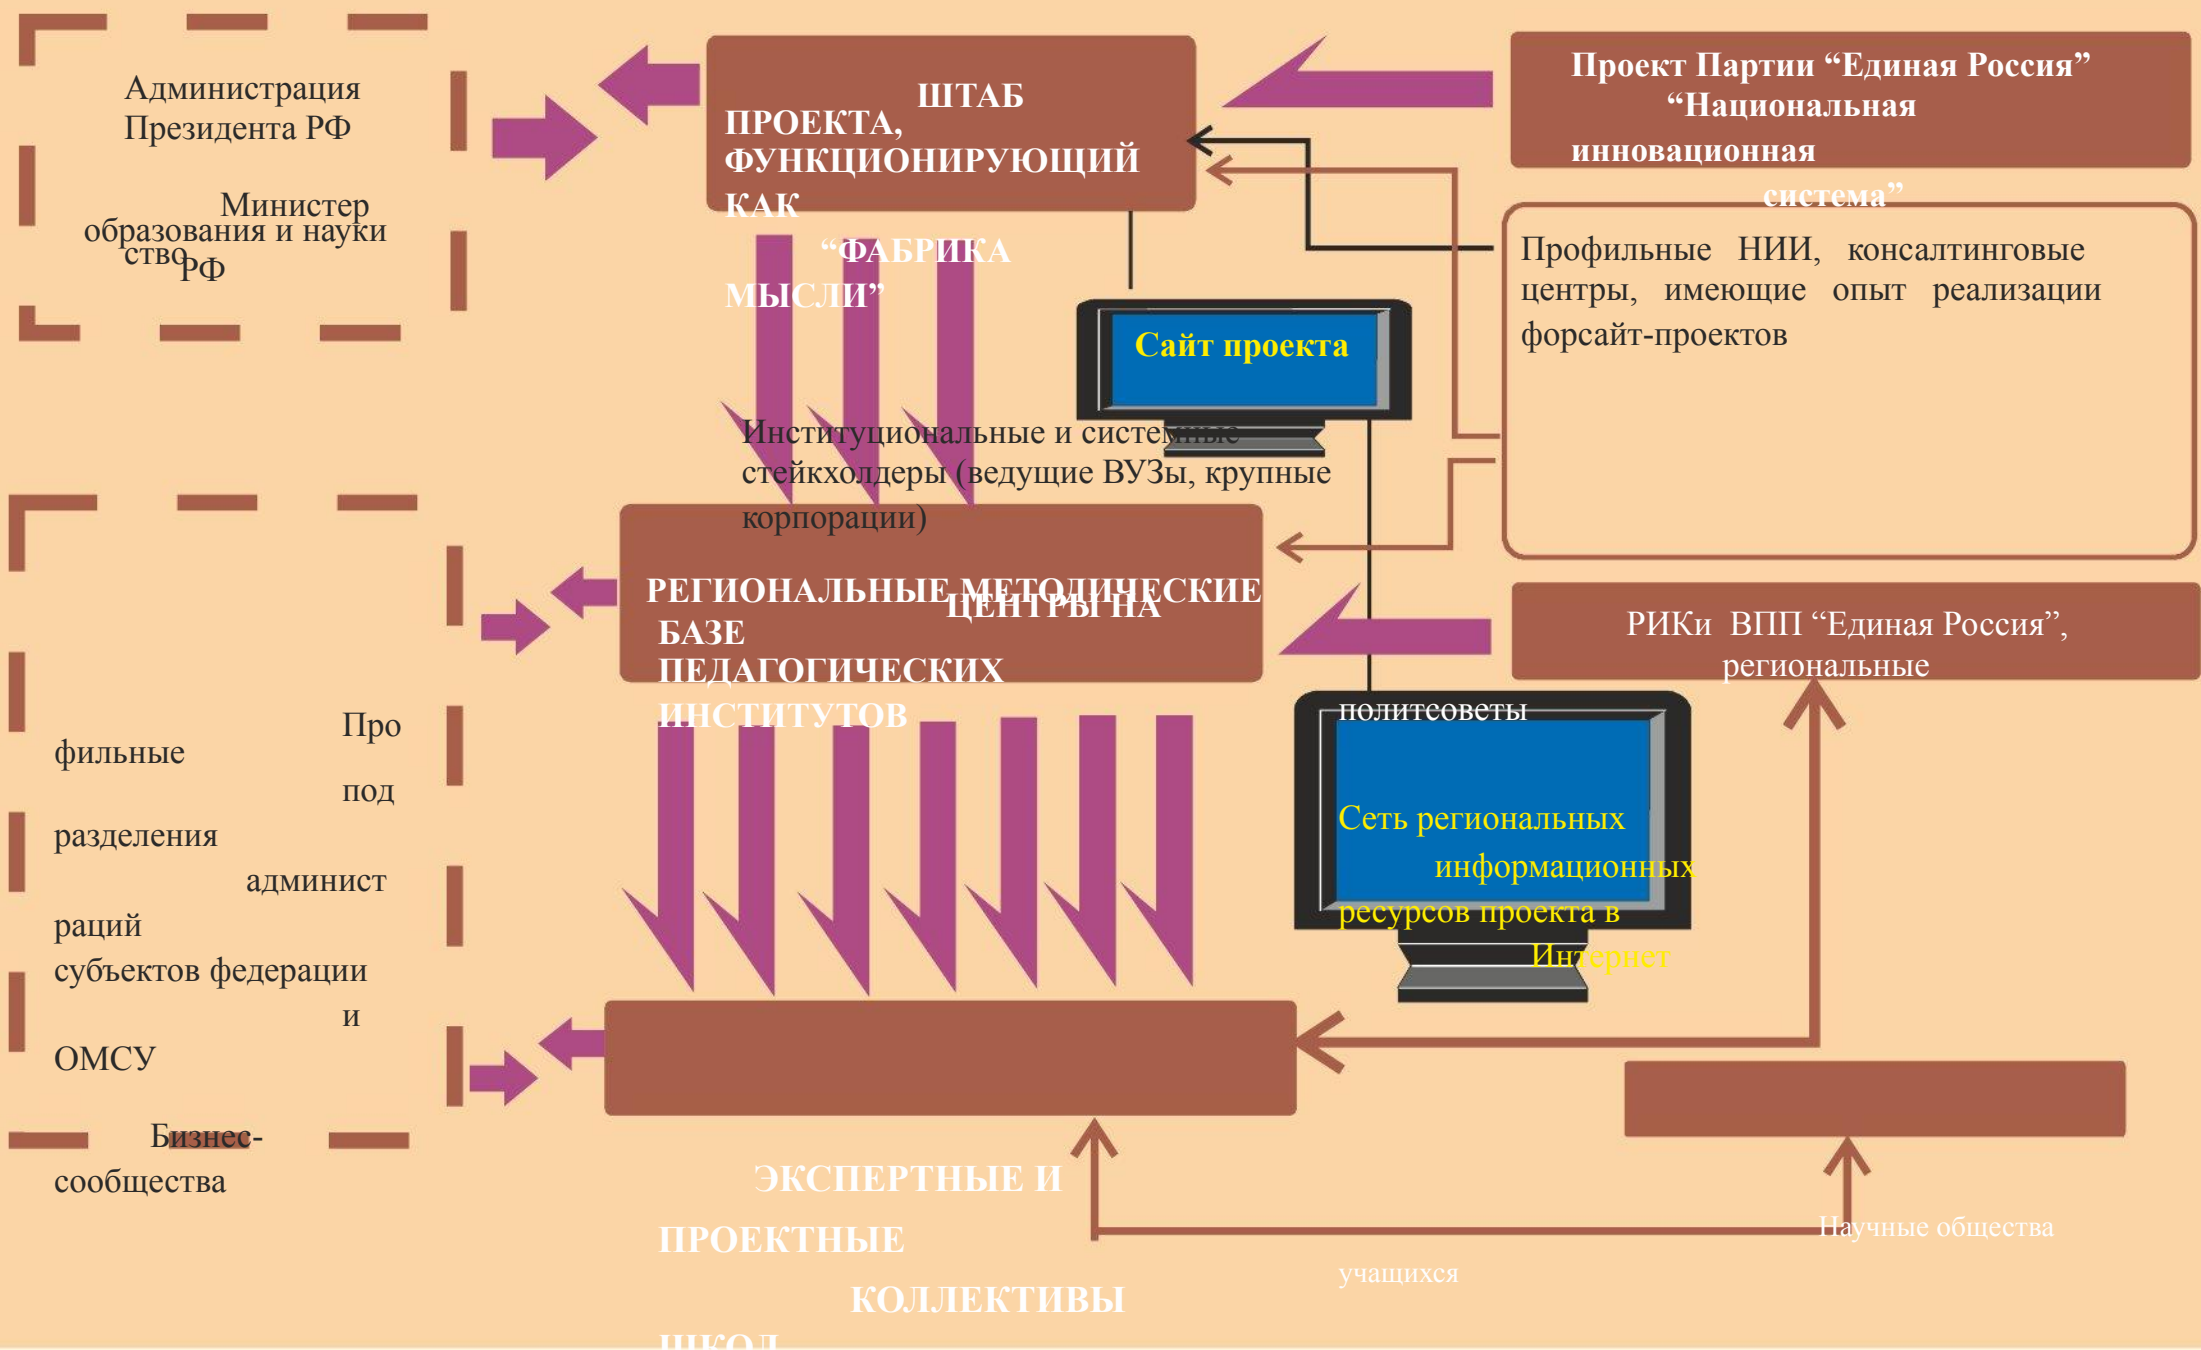 Администрация
Президента РФ
Министер
образования и науки
ство
РФ
ШТАБ
ПРОЕКТА,
ФУНКЦИОНИРУЮЩИЙ
КАК
“ФАБРИКА
МЫСЛИ”
Проект Партии “Единая Россия”
“Национальная
инновационная
система”
Профильные НИИ, консалтинговые
центры, имеющие опыт реализации
форсайт-проектов
Сайт проекта
Институциональные и системные
стейкхолдеры (ведущие ВУЗы, крупные
корпорации)
РЕГИОНАЛЬНЫЕ МЕТОДИЧЕСКИЕ
ЦЕНТРЫ НА
БАЗЕ
ПЕДАГОГИЧЕСКИХ
ИНСТИТУТОВ
РИКи ВПП “Единая Россия”,
региональные
политсоветы
Про
фильные
под
разделения
админист
раций
субъектов федерации
и
ОМСУ
Бизнес-
сообщества
Сеть региональных
информационных
ресурсов проекта в
Интернет
ЭКСПЕРТНЫЕ И
ПРОЕКТНЫЕ
КОЛЛЕКТИВЫ
ШКОЛ
Научные общества
учащихся